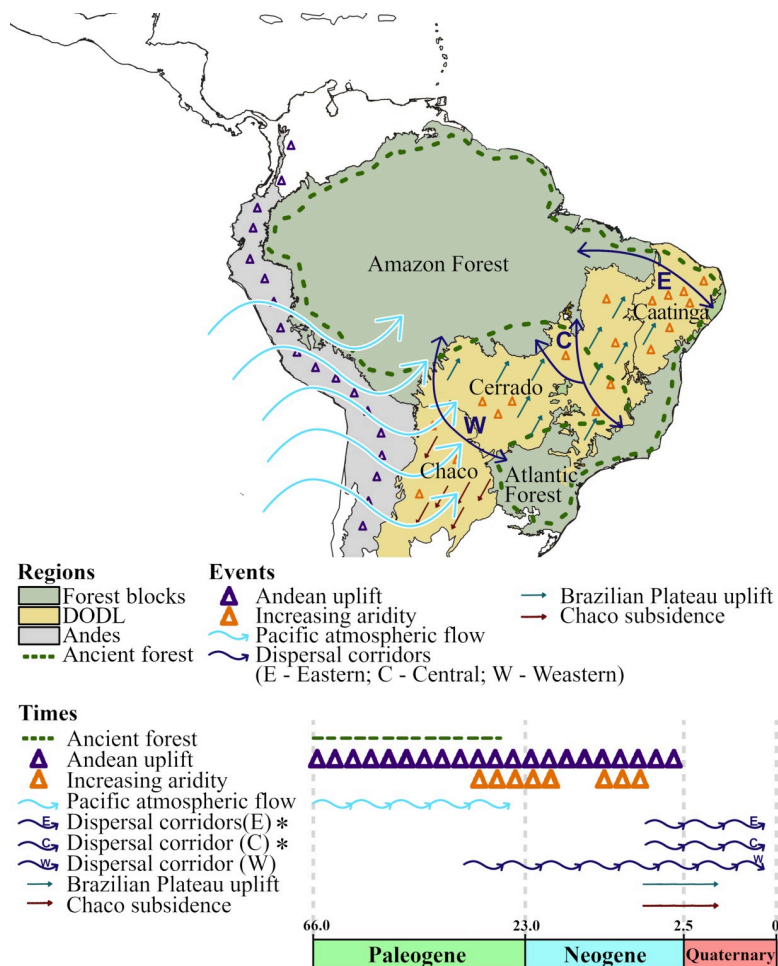 Amazon Forest
E
Caatinga
C
Cerrado
W
Chaco
Atlantic
Forest
Regions
Forest blocks
DODL
Andes
Ancient forest
Events
Andean uplift
Increasing aridity
Pacific atmospheric flow
Dispersal corridors
(E - Eastern; C - Central; W - Weastern)
Brazilian Plateau uplift
Chaco subsidence
Times
Ancient forest
Andean uplift
Increasing aridity
Pacific atmospheric flow
E Dispersal corridors(E) * E
C Dispersal corridor (C) * C
W Dispersal corridor (W) W
Brazilian Plateau uplift
Chaco subsidence
66.0 23.0 2.5 0
Paleogene Neogene Quaternary